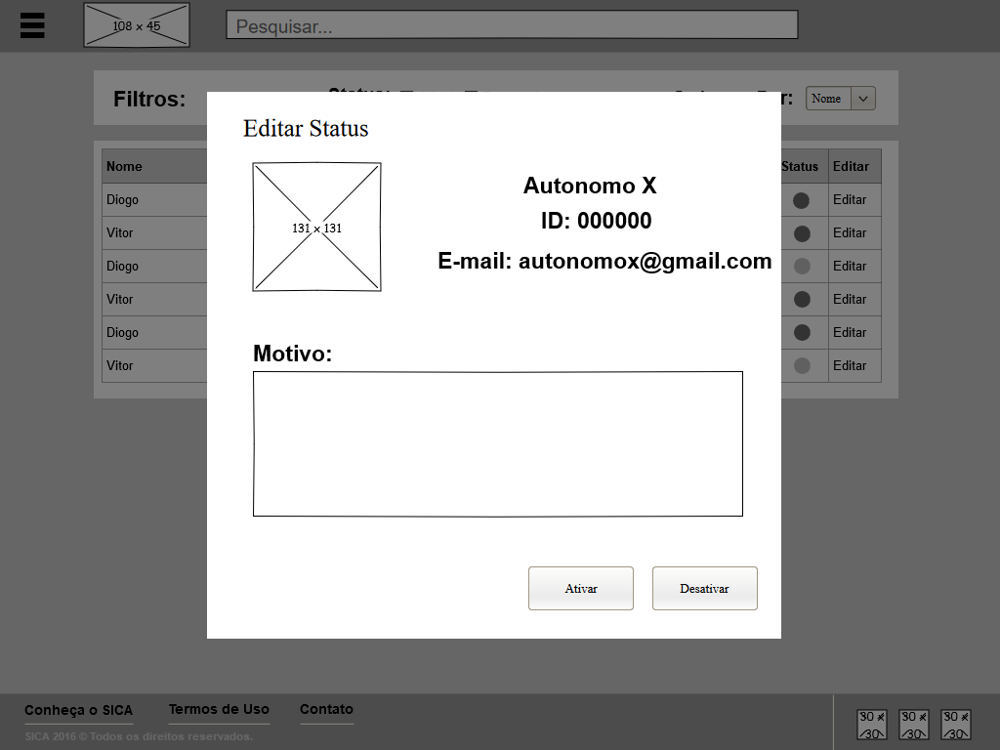 108 x 45
Pesquisar...
Filtros:
Nome
Editar Status
131 x 131
Autonomo X
ID: 000000
E-mail: autonomox@gmail.com
Motivo:
Ativar
Desativar
Nome
Status
Editar
Diogo
Editar
Vitor
Editar
Diogo
Editar
Vitor
Editar
Diogo
Editar
Vitor
Editar
Conheça o SICA
Termos de Uso
Contato
SICA 2016 © Todos os direitos reservados.
30 x
30
30 x
30
30 x
30